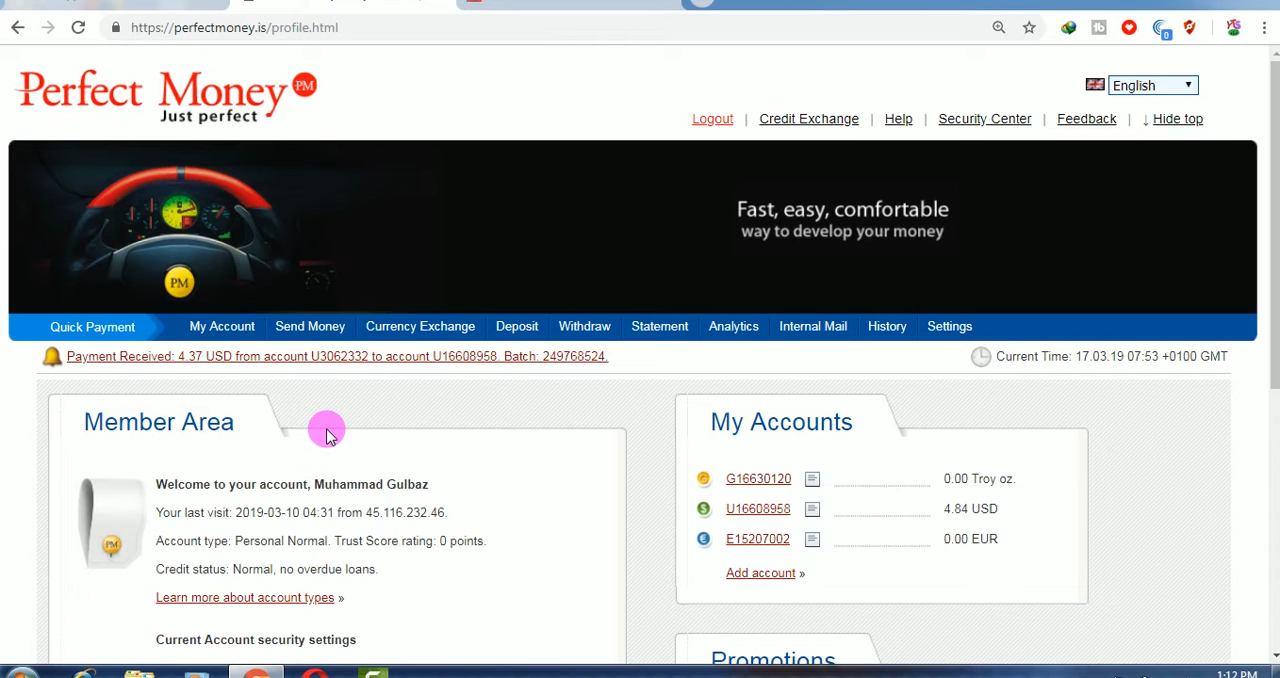 https://perfectmoney.is/profile.html
0
Perfect Money PM
Just perfect
English
Logout | Credit Exchange | Help | Security Center | Feedback | ↓ Hide top
Fast, easy, comfortable
way to develop your money
PM
Quick Payment My Account Send Money Currency Exchange Deposit Withdraw Statement Analytics Internal Mail History Settings
Payment Received: 4.37 USD from account U3062332 to account U16608958. Batch: 249768524.
Current Time: 17.03.19 07:53 +0100 GMT
Member Area
Welcome to your account, Muhammad Gulbaz
Your last visit: 2019-03-10 04:31 from 45.116.232.46.
Account type: Personal Normal. Trust Score rating: 0 points.
Credit status: Normal, no overdue loans.
Learn more about account types »
Current Account security settings
PM
My Accounts
G16630120 0.00 Troy oz.
U16608958 4.84 USD
E15207002 0.00 EUR
Add account »
Promotions
1:12 PM